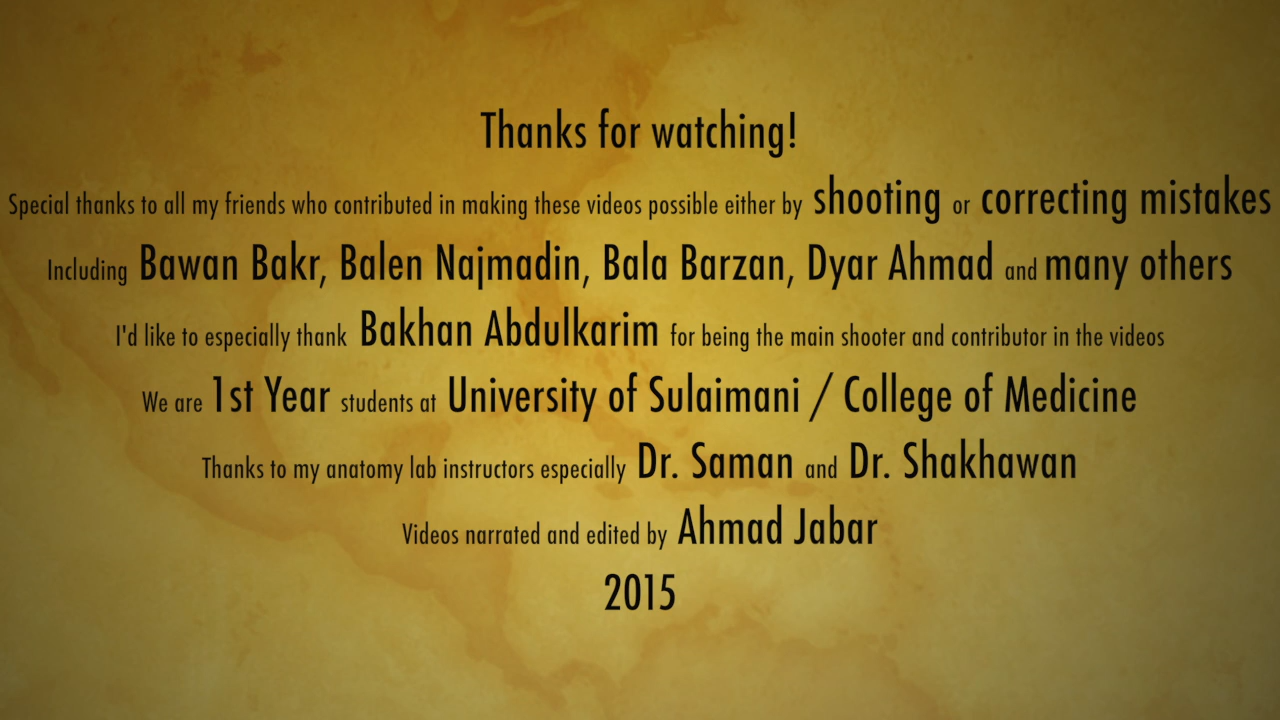 Thanks for watching!
Special thanks to all my friends who contributed in making these videos possible either by shooting or correcting mistakes
Including Bawan Bakr, Balen Najmadin, Bala Barzan, Dyar Ahmad and many others
I'd like to especially thank Bakhan Abdulkarim for being the main shooter and contributor in the videos
We are 1st Year students at University of Sulaimani / College of Medicine
Thanks to my anatomy lab instructors especially Dr. Saman and Dr. Shakhawan
Videos narrated and edited by Ahmad Jabar
2015